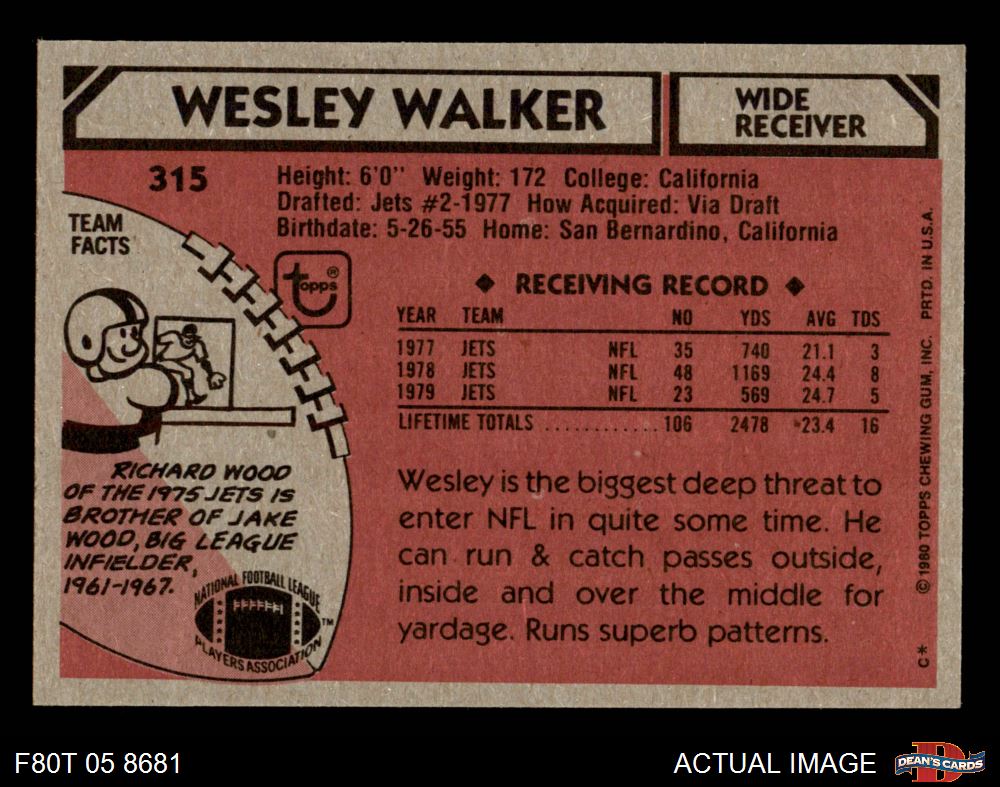 WESLEY WALKER
WIDE
RECEIVER
315
Height: 6'0" Weight: 172 College: California
Drafted: Jets #2-1977 How Acquired: Via Draft
Birthdate: 5-26-55 Home: San Bernardino, California
TEAM
FACTS
topps®
◆ RECEIVING RECORD ◆
YEAR TEAM NO YDS AVG TDS
1977 JETS NFL 35 740 21.1 3
1978 JETS NFL 48 1169 24.4 8
1979 JETS NFL 23 569 24.7 5
LIFETIME TOTALS ............ 106 2478 23.4 16
RICHARD WOOD
OF THE 1975 JETS IS
BROTHER OF JAKE
WOOD, BIG LEAGUE
INFIELDER,
1961-1967.
NATIONAL FOOTBALL LEAGUE
PLAYERS ASSOCIATION
TM
Wesley is the biggest deep threat to
enter NFL in quite some time. He
can run & catch passes outside,
inside and over the middle for
yardage. Runs superb patterns.
C* ©1980 TOPPS CHEWING GUM, INC. PRTD. IN U.S.A.
F80T 05 8681
ACTUAL IMAGE
D
DEAN'S CARDS